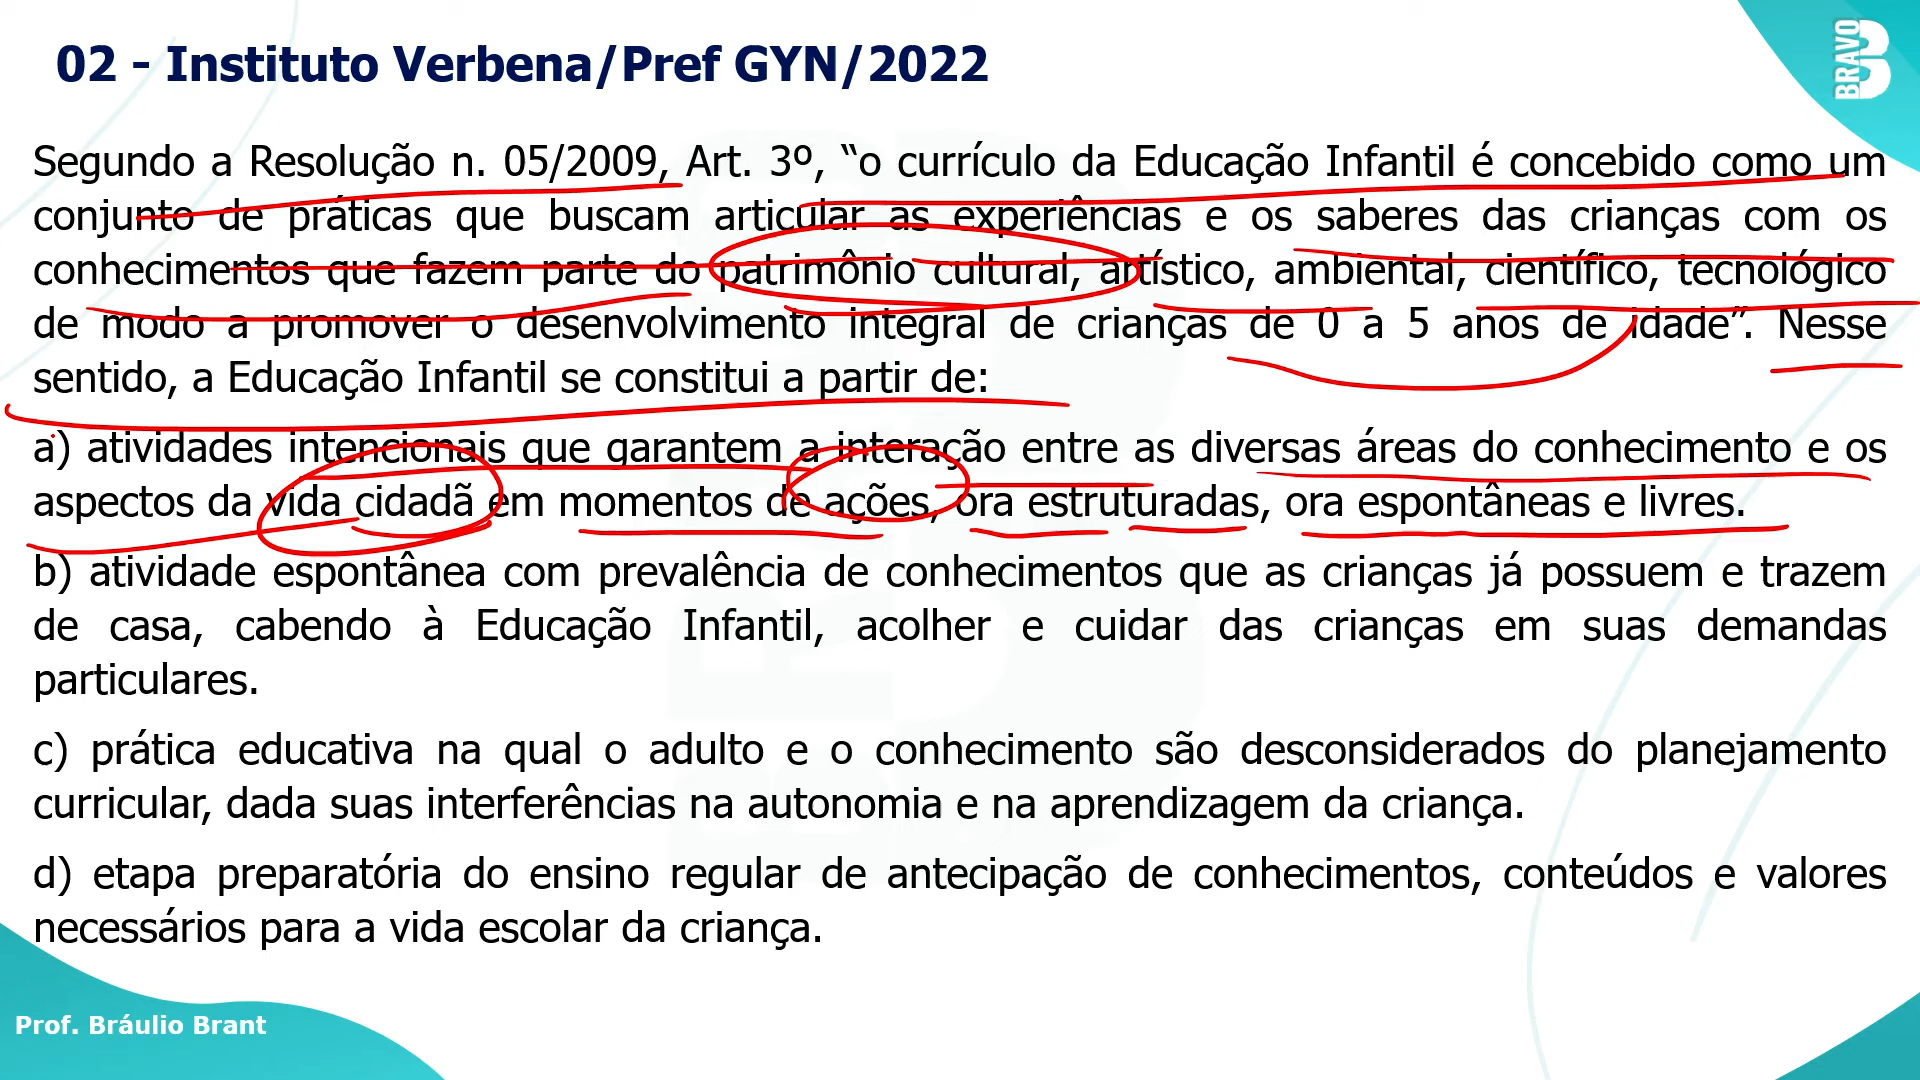 02 - Instituto Verbena/Pref GYN/2022
BRAVO
B
Segundo a Resolução n. 05/2009, Art. 3º, “o currículo da Educação Infantil é concebido como um
conjunto de práticas que buscam articular as experiências e os saberes das crianças com os
conhecimentos que fazem parte do patrimônio cultural, artístico, ambiental, científico, tecnológico
de modo a promover o desenvolvimento integral de crianças de 0 a 5 anos de idade”. Nesse
sentido, a Educação Infantil se constitui a partir de:
a) atividades intencionais que garantem a interação entre as diversas áreas do conhecimento e os
aspectos da vida cidadã em momentos de ações, ora estruturadas, ora espontâneas e livres.
b) atividade espontânea com prevalência de conhecimentos que as crianças já possuem e trazem
de casa, cabendo à Educação Infantil, acolher e cuidar das crianças em suas demandas
particulares.
c) prática educativa na qual o adulto e o conhecimento são desconsiderados do planejamento
curricular, dada suas interferências na autonomia e na aprendizagem da criança.
d) etapa preparatória do ensino regular de antecipação de conhecimentos, conteúdos e valores
necessários para a vida escolar da criança.
Prof. Bráulio Brant